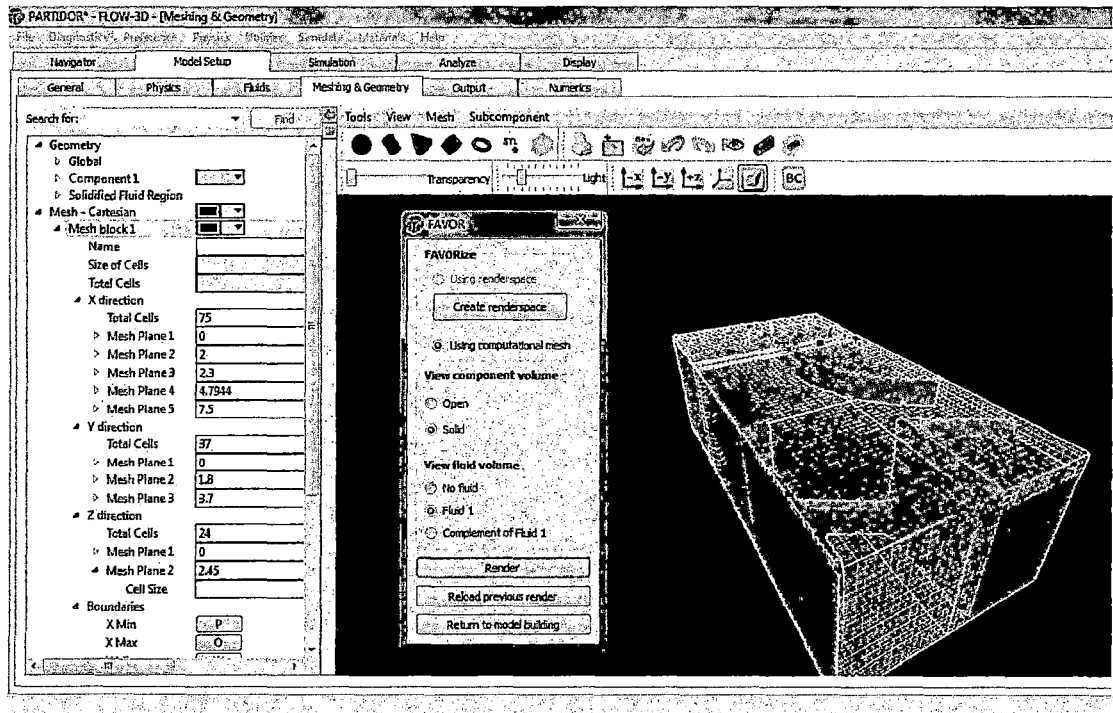 PARTIDOR* - FLOW-3D - [Meshing & Geometry]
File Diagnostics Preference Physics Utilities Simulate Materials Help
Navigator Model Setup Simulation Analyze Display
General Physics Fluids Meshing & Geometry Output Numerics
Search for: Find
Tools View Mesh Subcomponent
STL
Transparency Light -x -y +z BC
Geometry
Global
Component 1
Solidified Fluid Region
Mesh - Cartesian
Mesh block 1
Name
Size of Cells
Total Cells
X direction
Total Cells 75
Mesh Plane 1 0
Mesh Plane 2 2
Mesh Plane 3 2.3
Mesh Plane 4 4.7944
Mesh Plane 5 7.5
Y direction
Total Cells 37
Mesh Plane 1 0
Mesh Plane 2 1.8
Mesh Plane 3 3.7
Z direction
Total Cells 24
Mesh Plane 1 0
Mesh Plane 2 2.45
Cell Size
Boundaries
X Min P
X Max O
FAVOR
FAVORize
Using renderspace
Create renderspace
Using computational mesh
View component volume
Open
Solid
View fluid volume
No fluid
Fluid 1
Complement of Fluid 1
Render
Reload previous render
Return to model building